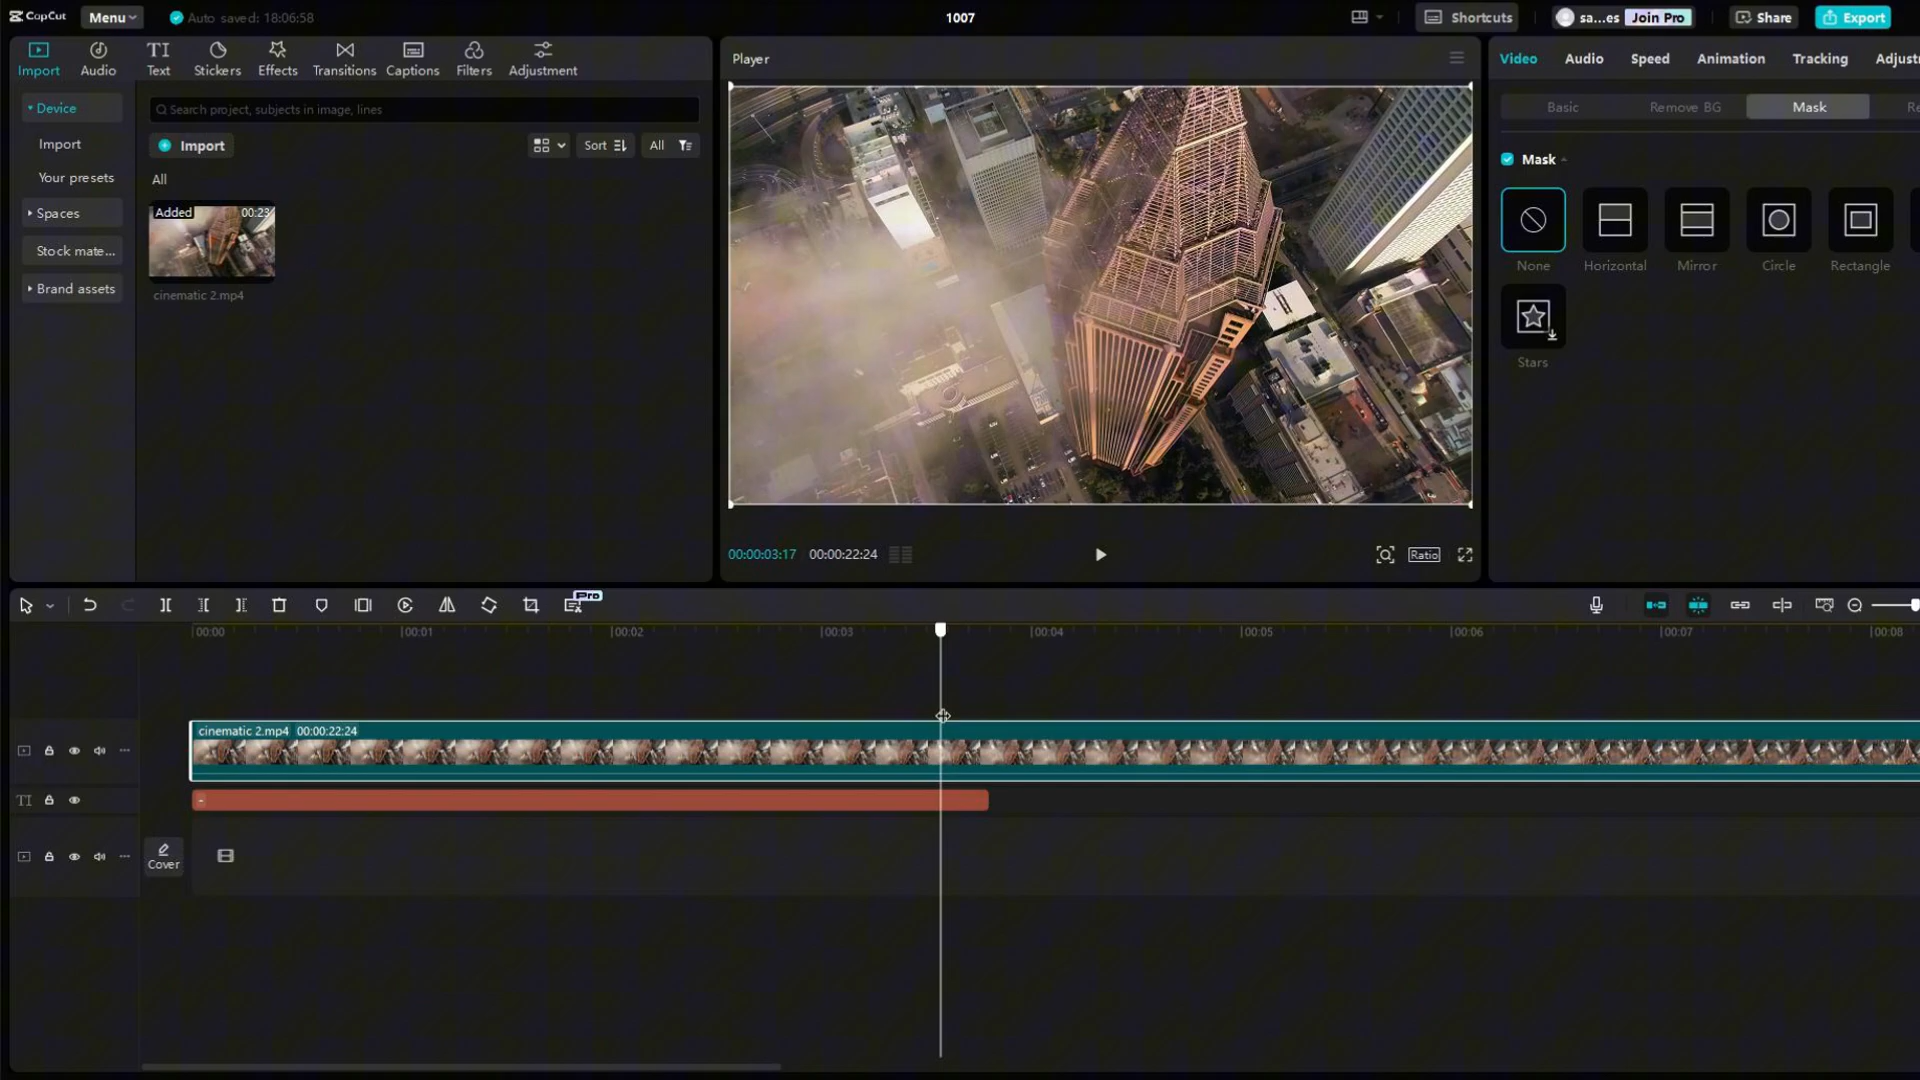 CapCut
Menu
Auto saved: 18:06:58
1007
Shortcuts
sa...es
Join Pro
Share
Export
Import
Audio
Text
Stickers
Effects
Transitions
Captions
Filters
Adjustment
Device
Import
Your presets
Spaces
Stock mate...
Brand assets
Search project, subjects in image, lines
Import
Sort
All
All
Added
00:23
cinematic 2.mp4
Player
00:00:03:17
00:00:22:24
Ratio
Video
Audio
Speed
Animation
Tracking
Adjust
Basic
Remove BG
Mask
Re
Mask
None
Horizontal
Mirror
Circle
Rectangle
Stars
TI
Pro
00:00
00:01
00:02
00:03
00:04
00:05
00:06
00:07
00:08
cinematic 2.mp4
00:00:22:24
TI
-
Cover